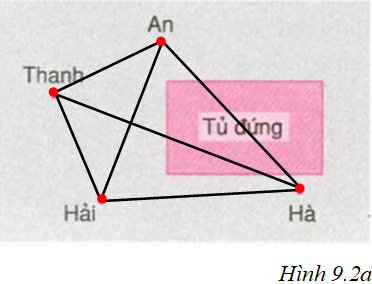 An
Thanh
Tủ đứng
Hải
Hà
Hình 9.2a